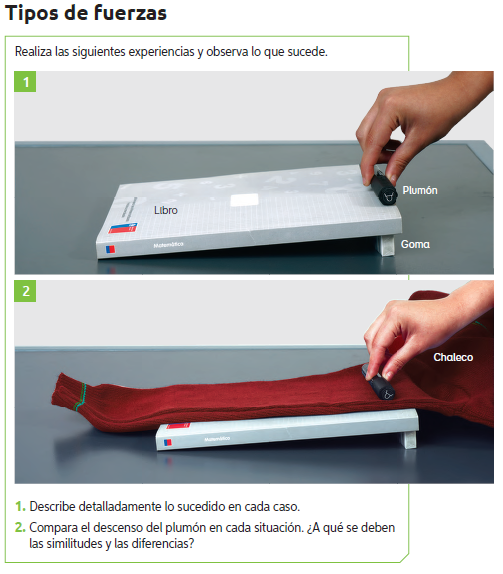 Tipos de fuerzas
Realiza las siguientes experiencias y observa lo que sucede.
1
Plumón
Libro
Goma
Matemática
2
Chaleco
Matemática
1. Describe detalladamente lo sucedido en cada caso.
2. Compara el descenso del plumón en cada situación. ¿A qué se deben
las similitudes y las diferencias?